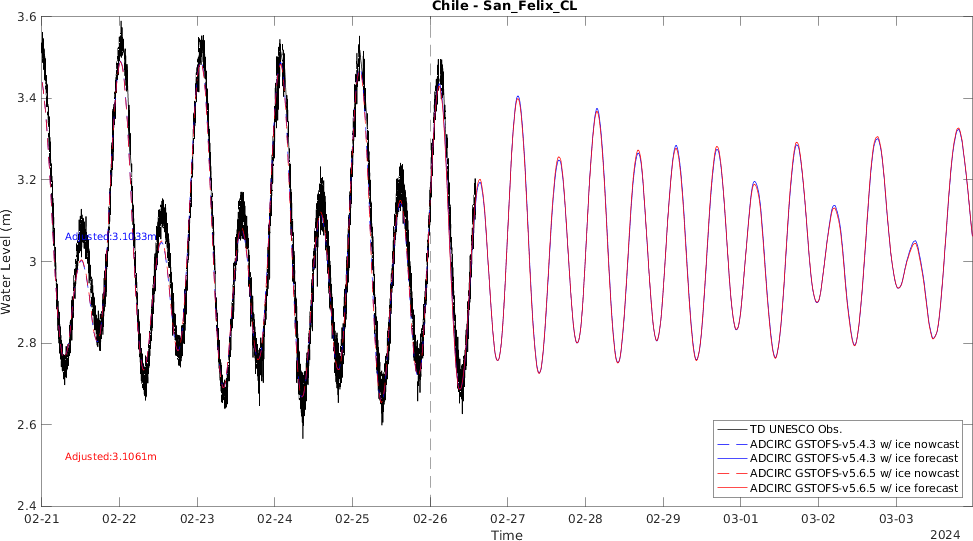 Chile - San_Felix_CL
3.6
3.4
3.2
3
2.8
2.6
2.4
Water Level (m)
Adjusted:3.1033m
Adjusted:3.1061m
TD UNESCO Obs.
ADCIRC GSTOFS-v5.4.3 w/ ice nowcast
ADCIRC GSTOFS-v5.4.3 w/ ice forecast
ADCIRC GSTOFS-v5.6.5 w/ ice nowcast
ADCIRC GSTOFS-v5.6.5 w/ ice forecast
02-21 02-22 02-23 02-24 02-25 02-26 02-27 02-28 02-29 03-01 03-02 03-03
Time
2024